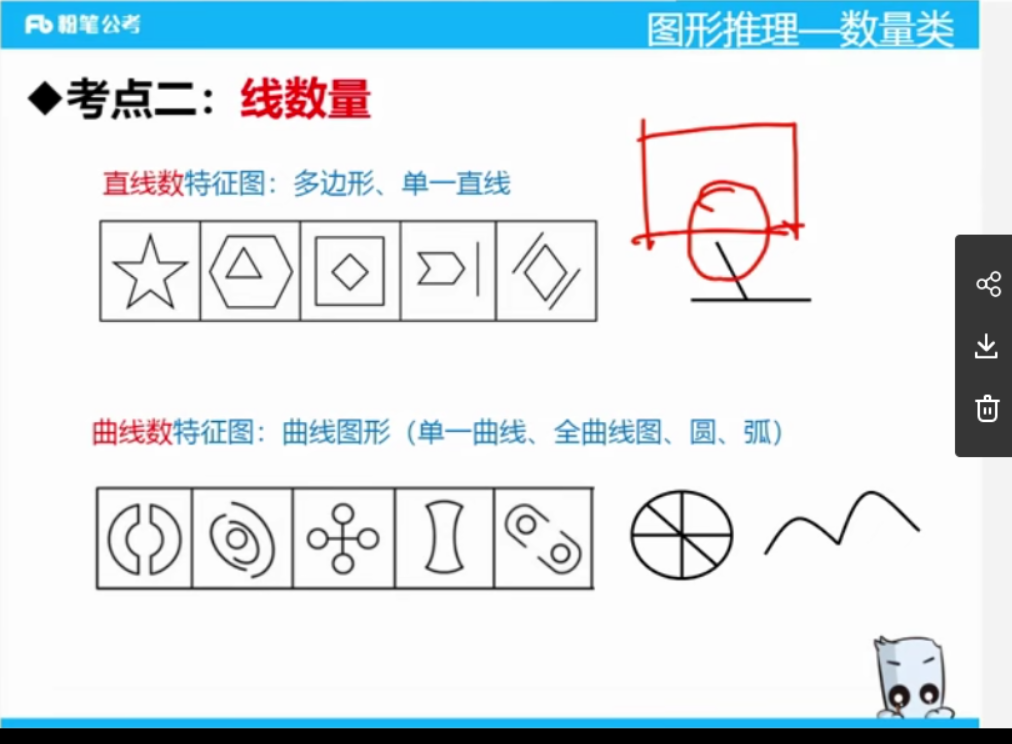 粉笔公考
图形推理—数量类
◆考点二：线数量
直线数特征图：多边形、单一直线
曲线数特征图：曲线图形（单一曲线、全曲线图、圆、弧）